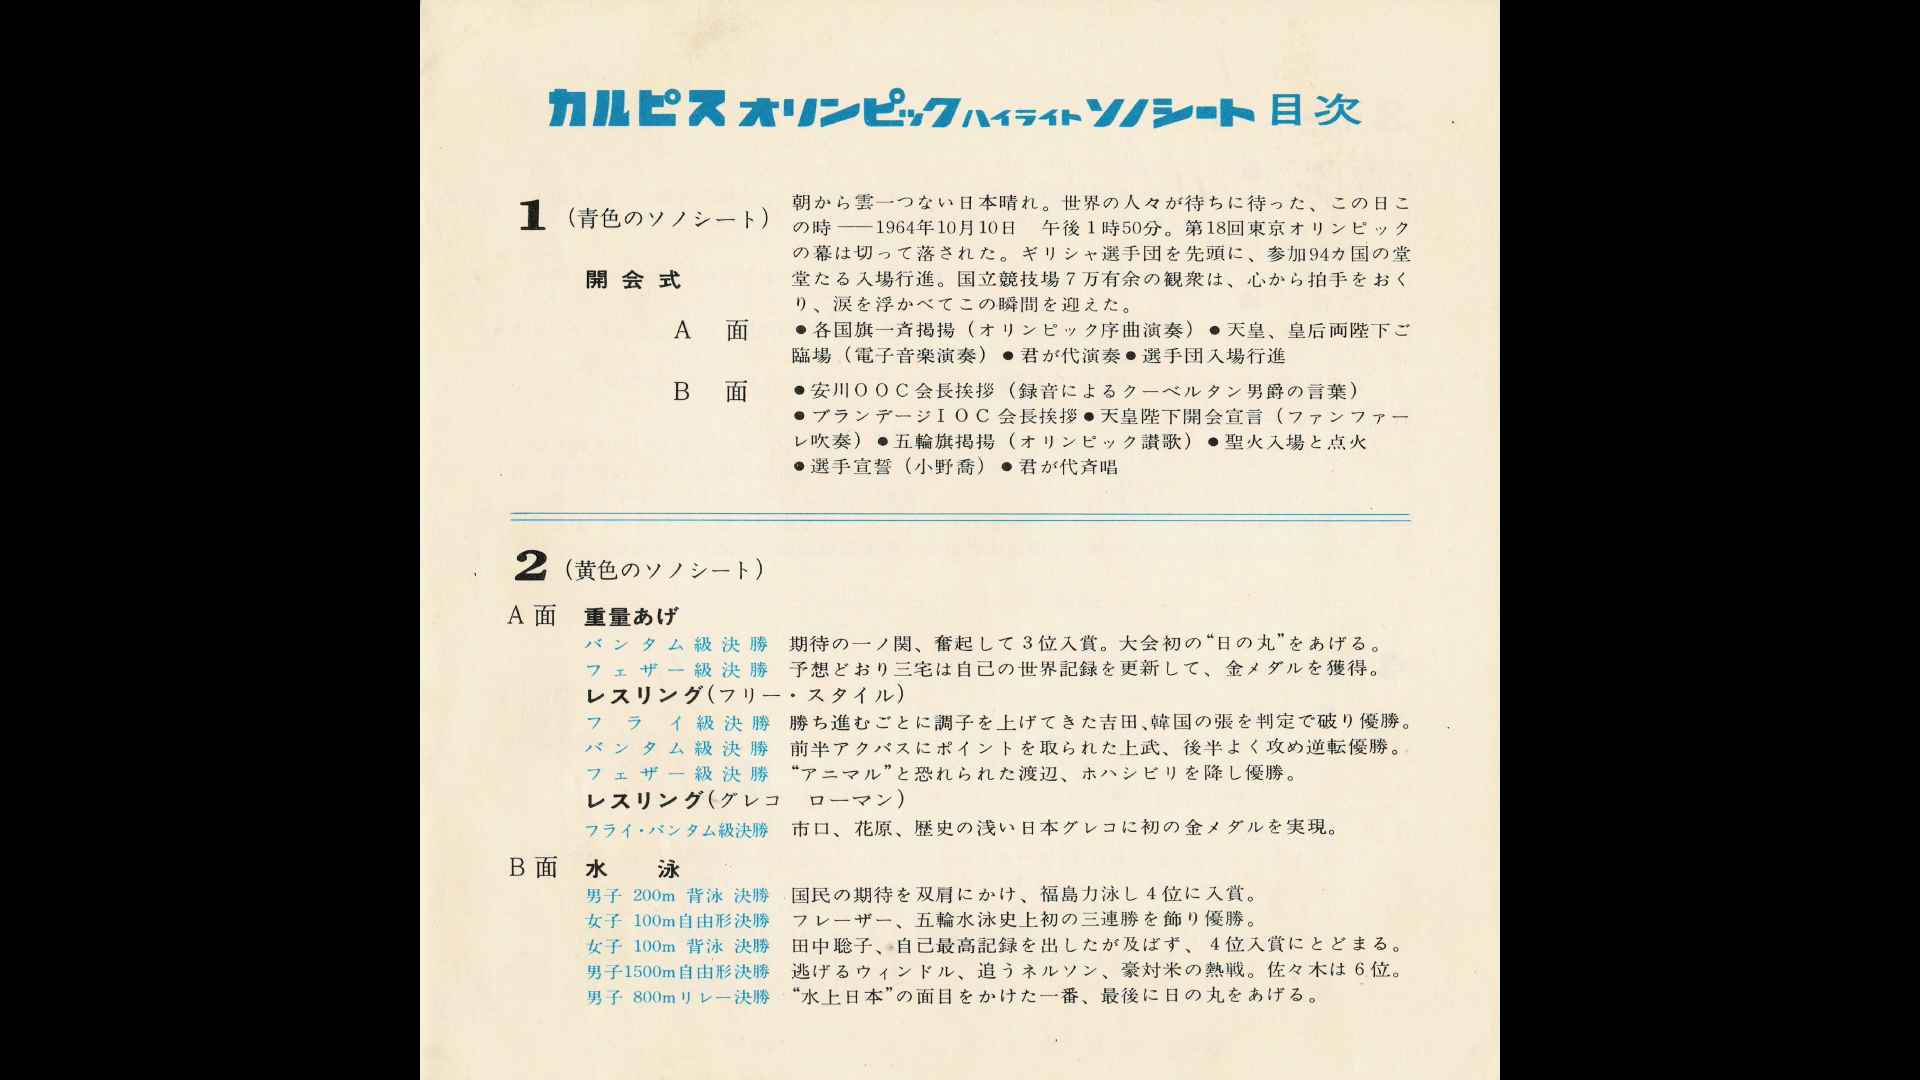 カルピス オリンピックハイライトソノシート 目次
1 (青色のソノシート)
開会式
朝から雲一つない日本晴れ。世界の人々が待ちに待った、この日こ
の時――1964年10月10日　午後1時50分。第18回東京オリンピック
の幕は切って落された。ギリシャ選手団を先頭に、参加94カ国の堂
堂たる入場行進。国立競技場7万有余の観衆は、心から拍手をおく
り、涙を浮かべてこの瞬間を迎えた。
A 面
●各国旗一斉掲揚(オリンピック序曲演奏)●天皇、皇后両陛下ご
臨場(電子音楽演奏)●君が代演奏●選手団入場行進
B 面
●安川OOC会長挨拶(録音によるクーベルタン男爵の言葉)
●ブランデージIOC会長挨拶●天皇陛下開会宣言(ファンファー
レ吹奏)●五輪旗掲揚(オリンピック讃歌)●聖火入場と点火
●選手宣誓(小野喬)●君が代斉唱
2 (黄色のソノシート)
A面 重量あげ
バンタム級決勝 期待の一ノ関、奮起して3位入賞。大会初の“日の丸”をあげる。
フェザー級決勝 予想どおり三宅は自己の世界記録を更新して、金メダルを獲得。
レスリング(フリー・スタイル)
フライ級決勝 勝ち進むごとに調子を上げてきた吉田、韓国の張を判定で破り優勝。
バンタム級決勝 前半アクバスにポイントを取られた上武、後半よく攻め逆転優勝。
フェザー級決勝 “アニマル”と恐れられた渡辺、ホハシビリを降し優勝。
レスリング(グレコ　ローマン)
フライ・バンタム級決勝 市口、花原、歴史の浅い日本グレコに初の金メダルを実現。
B面 水泳
男子 200m 背泳 決勝 国民の期待を双肩にかけ、福島力泳し4位に入賞。
女子 100m自由形決勝 フレーザー、五輪水泳史上初の三連勝を飾り優勝。
女子 100m 背泳 決勝 田中聡子、自己最高記録を出したが及ばず、4位入賞にとどまる。
男子1500m自由形決勝 逃げるウィンドル、追うネルソン、豪対米の熱戦。佐々木は6位。
男子 800mリレー決勝 “水上日本”の面目をかけた一番、最後に日の丸をあげる。